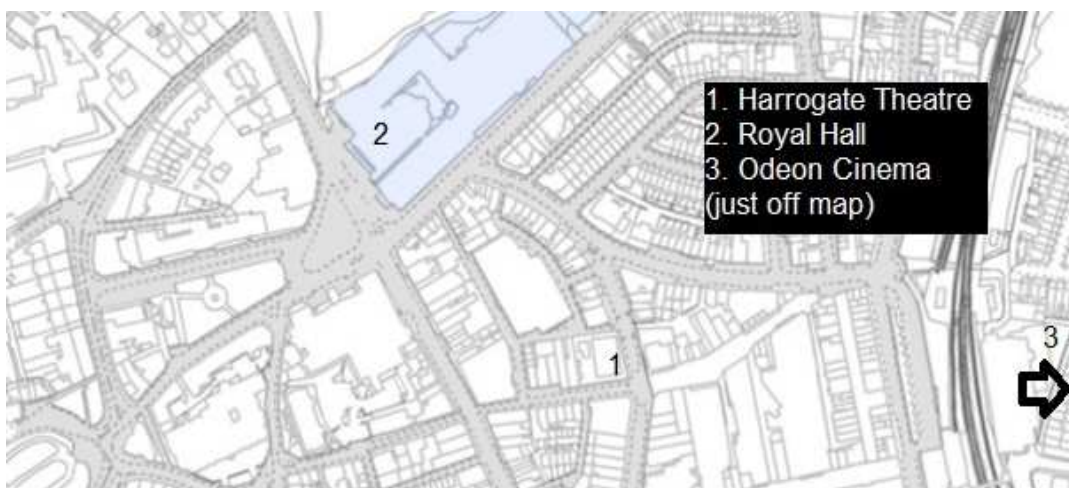 1. Harrogate Theatre
2. Royal Hall
3. Odeon Cinema
(just off map)
2
1
3